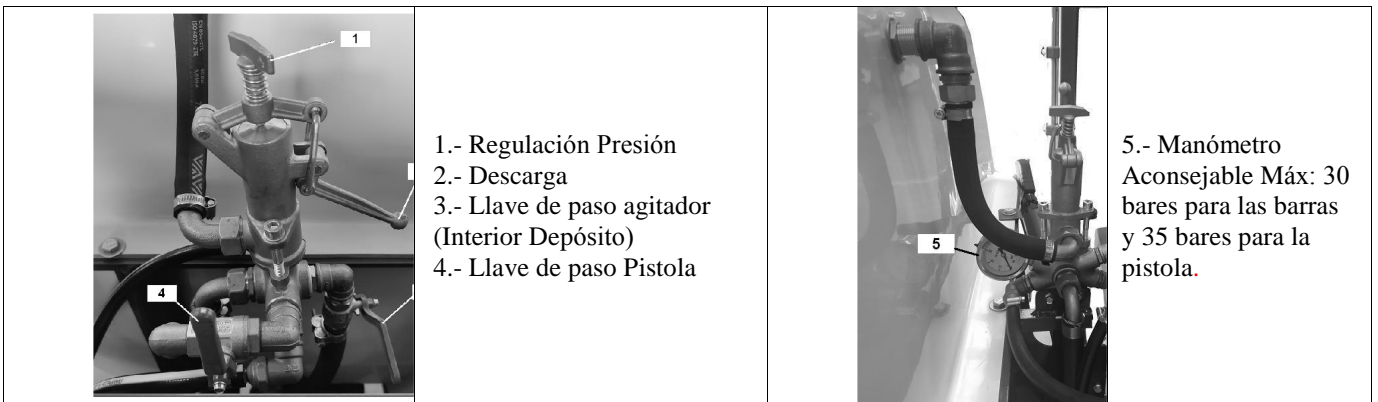 1
4
1.- Regulación Presión
2.- Descarga
3.- Llave de paso agitador
(Interior Depósito)
4.- Llave de paso Pistola
5
5.- Manómetro
Aconsejable Máx: 30
bares para las barras
y 35 bares para la
pistola.